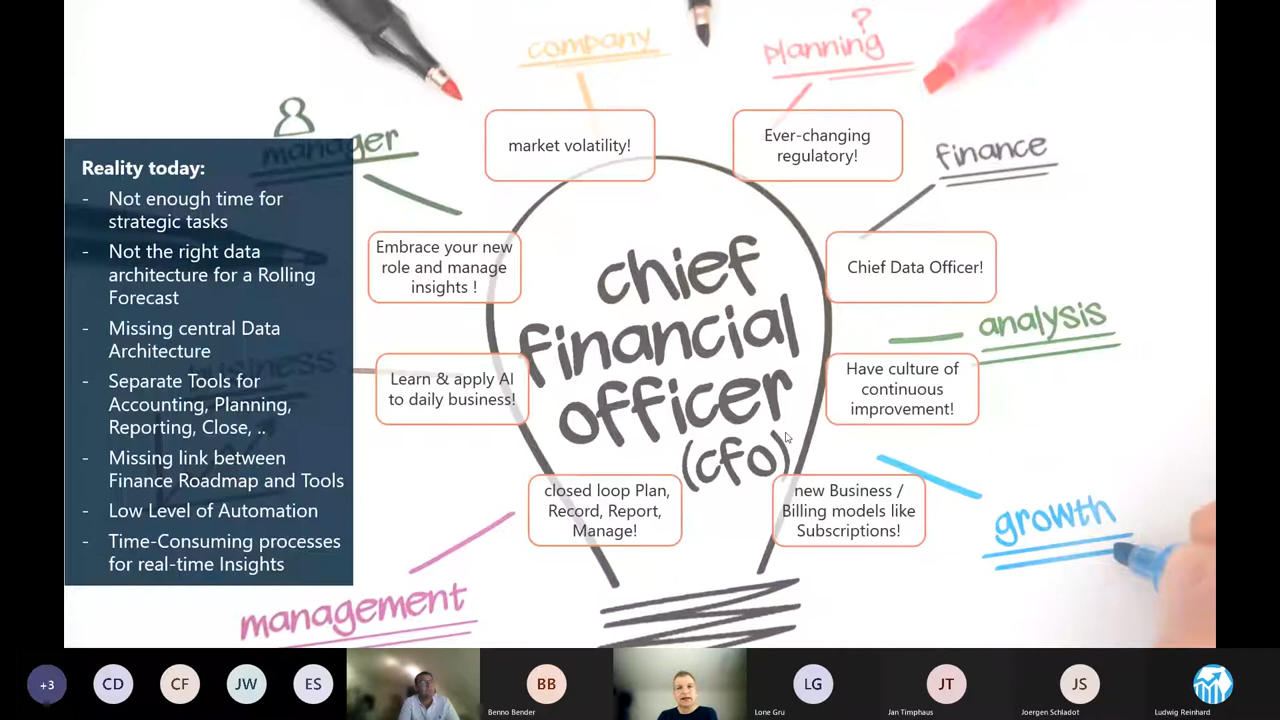 company
planning
?
manager
finance
market volatility!
Ever-changing
regulatory!
Reality today:
- Not enough time for
strategic tasks
- Not the right data
architecture for a Rolling
Forecast
- Missing central Data
Architecture
- Separate Tools for
Accounting, Planning,
Reporting, Close, ..
- Missing link between
Finance Roadmap and Tools
- Low Level of Automation
- Time-Consuming processes
for real-time Insights
business
Embrace your new
role and manage
insights !
Chief Data Officer!
chief
financial
officer
(cfo)
analysis
Learn & apply AI
to daily business!
Have culture of
continuous
improvement!
closed loop Plan,
Record, Report,
Manage!
new Business /
Billing models like
Subscriptions!
growth
management
+3
CD
CF
JW
ES
BB
Benno Bender
LG
Lone Gru
JT
Jan Timphaus
JS
Joergen Schladot
Ludwig Reinhard